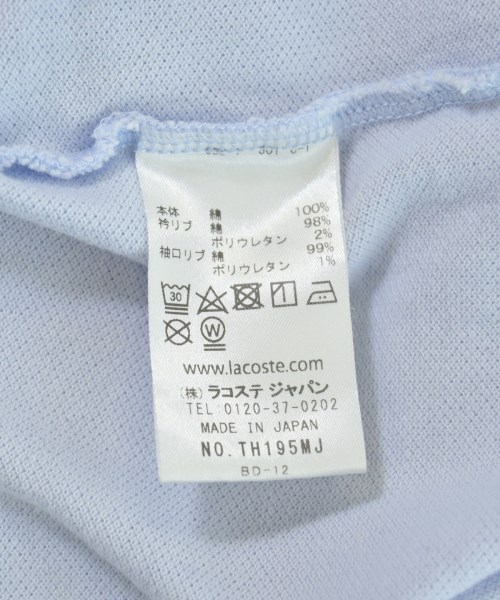 本体 綿 100%
衿リブ 綿 98%
ポリウレタン 2%
袖口リブ 綿 99%
ポリウレタン 1%
30
W
www.lacoste.com
(株) ラコステ ジャパン
TEL:0120-37-0202
MADE IN JAPAN
NO.TH195MJ
BD-12